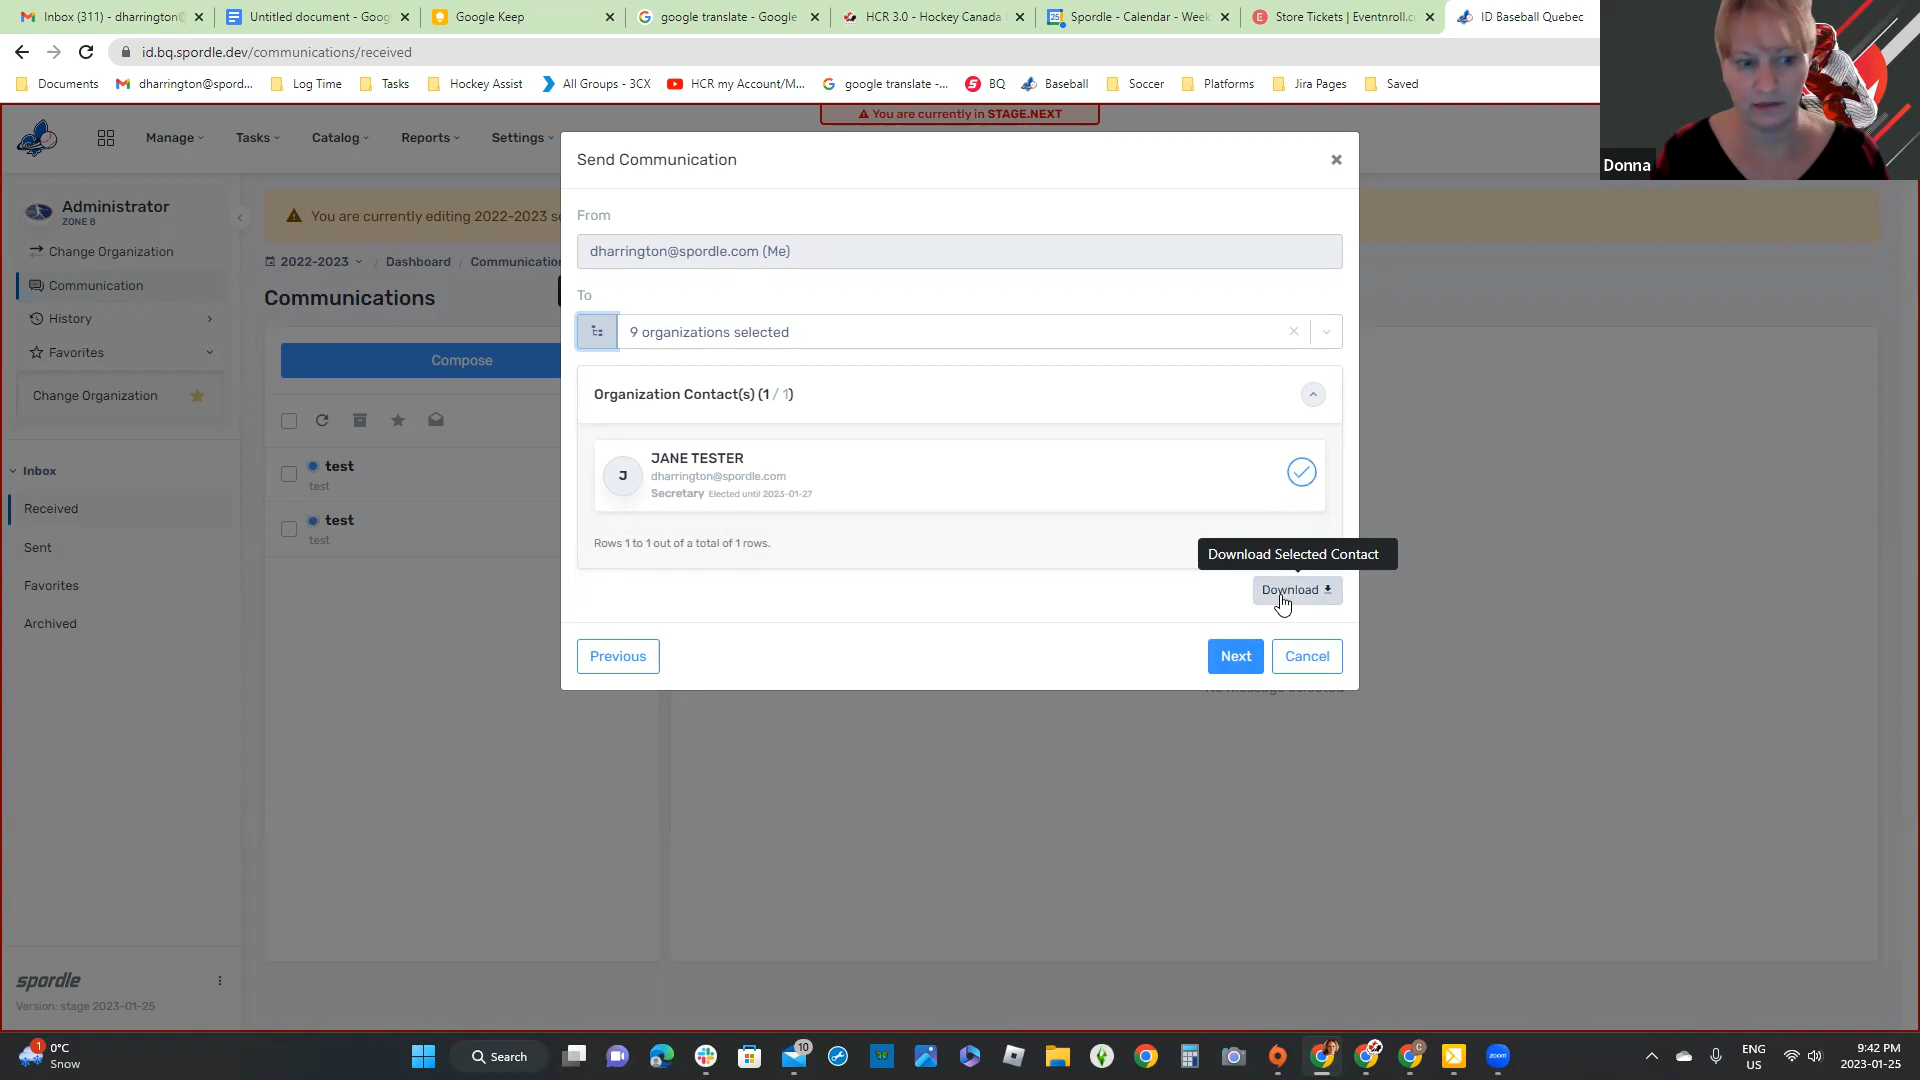 Inbox (311) - dharrington@
Untitled document - Goog
Google Keep
google translate - Google
HCR 3.0 - Hockey Canada
Spordle - Calendar - Week
Store Tickets | Eventnroll.c
ID Baseball Quebec
id.bq.spordle.dev/communications/received
Documents
dharrington@spord...
Log Time
Tasks
Hockey Assist
All Groups - 3CX
HCR my Account/M...
google translate -...
BQ
Baseball
Soccer
Platforms
Jira Pages
Saved
Donna
You are currently in STAGE.NEXT
Manage
Tasks
Catalog
Reports
Settings
Administrator
ZONE 8
Change Organization
Communication
History
Favorites
Change Organization
Inbox
Received
Sent
Favorites
Archived
spordle
Version: stage 2023-01-25
You are currently editing 2022-2023 s
2022-2023 / Dashboard / Communication
Communications
Compose
test
test
test
test
Send Communication
From
dharrington@spordle.com (Me)
To
9 organizations selected
Organization Contact(s) (1 / 1)
J
JANE TESTER
dharrington@spordle.com
Secretary Elected until 2023-01-27
Rows 1 to 1 out of a total of 1 rows.
Download Selected Contact
Download
Previous
Next
Cancel
1
0°C
Snow
Search
10
zoom
ENG
US
9:42 PM
2023-01-25